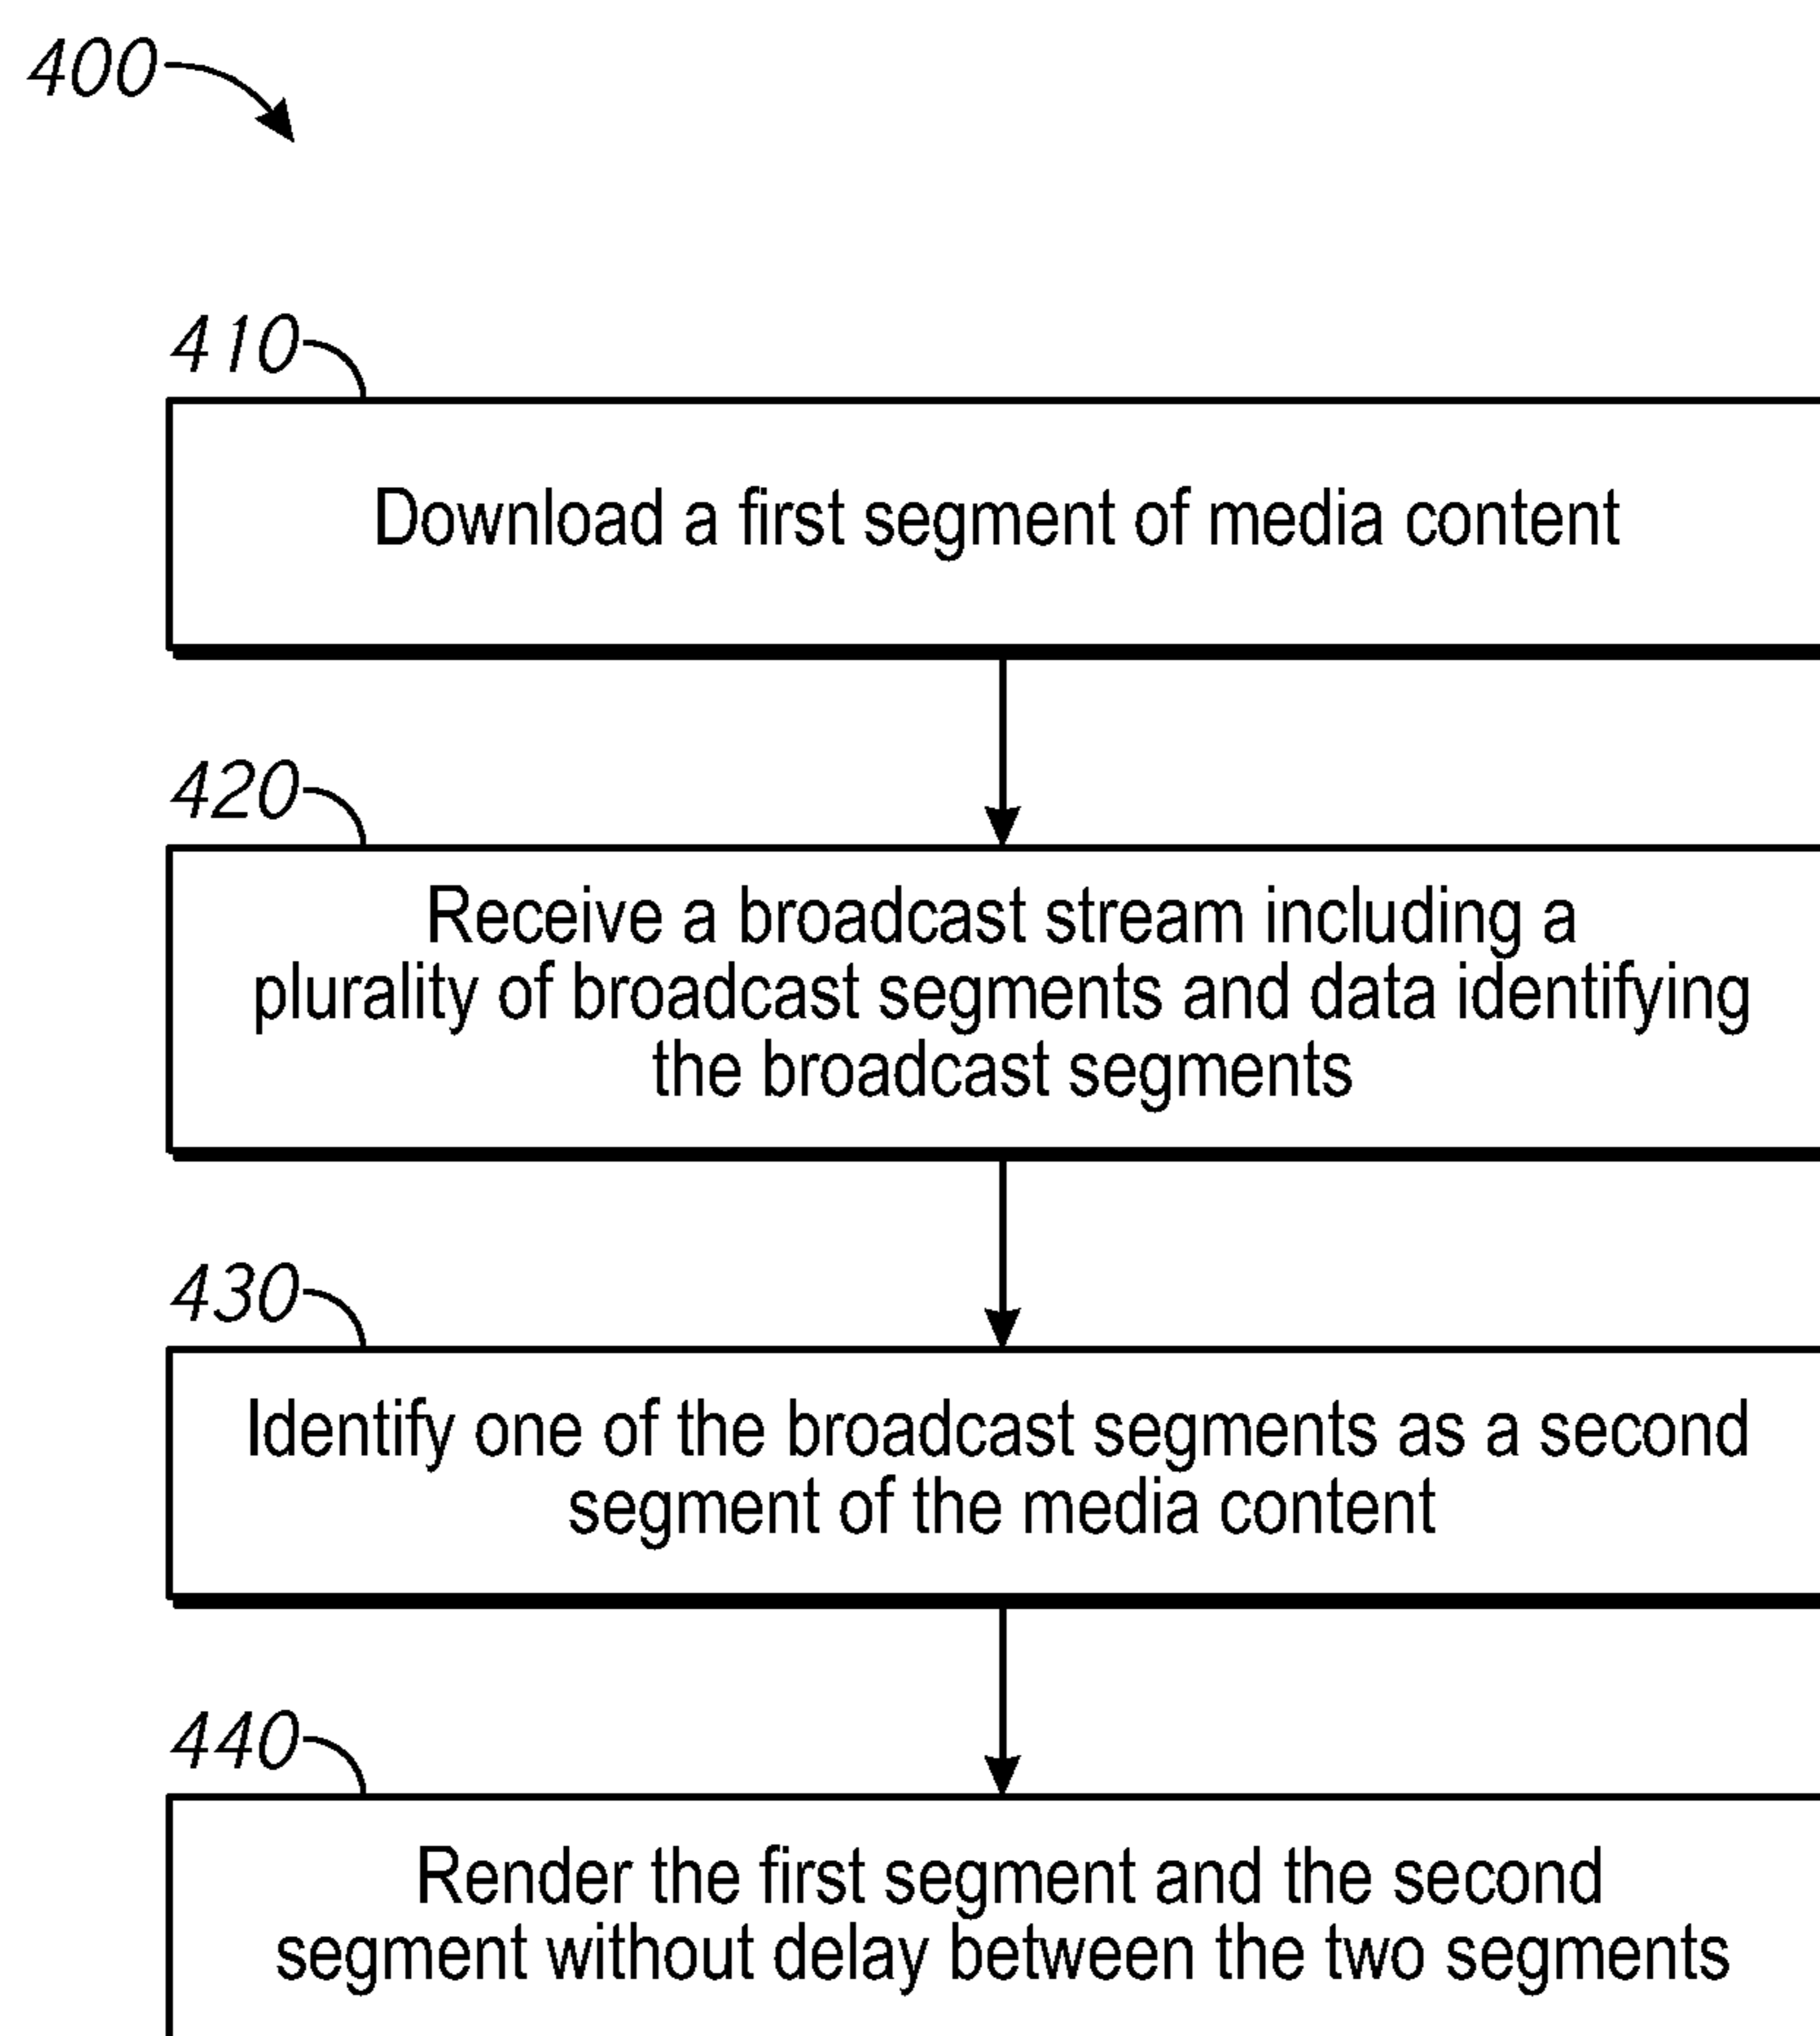 400
410
Download a first segment of media content
420
Receive a broadcast stream including a
plurality of broadcast segments and data identifying
the broadcast segments
430
Identify one of the broadcast segments as a second
segment of the media content
440
Render the first segment and the second
segment without delay between the two segments